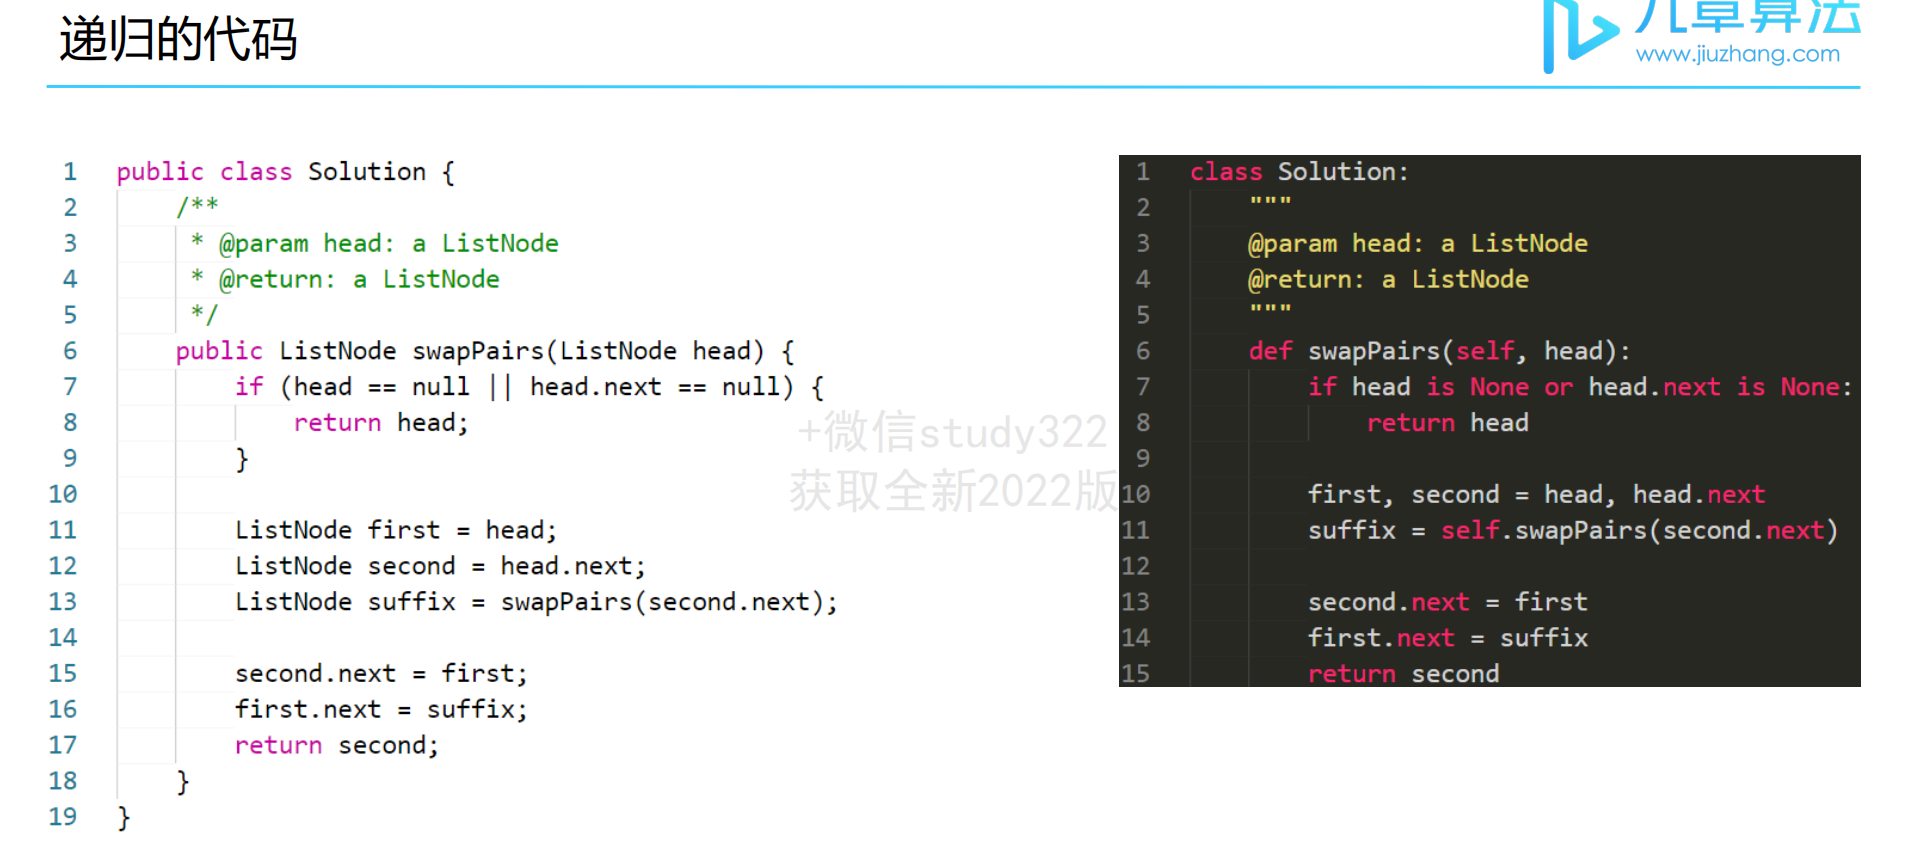 递归的代码
九章算法
www.jiuzhang.com
1 public class Solution {
2 /**
3 * @param head: a ListNode
4 * @return: a ListNode
5 */
6 public ListNode swapPairs(ListNode head) {
7 if (head == null || head.next == null) {
8 return head;
9 }
10
11 ListNode first = head;
12 ListNode second = head.next;
13 ListNode suffix = swapPairs(second.next);
14
15 second.next = first;
16 first.next = suffix;
17 return second;
18 }
19 }
+微信study322
获取全新2022版
1 class Solution:
2 """
3 @param head: a ListNode
4 @return: a ListNode
5 """
6 def swapPairs(self, head):
7 if head is None or head.next is None:
8 return head
9
10 first, second = head, head.next
11 suffix = self.swapPairs(second.next)
12
13 second.next = first
14 first.next = suffix
15 return second